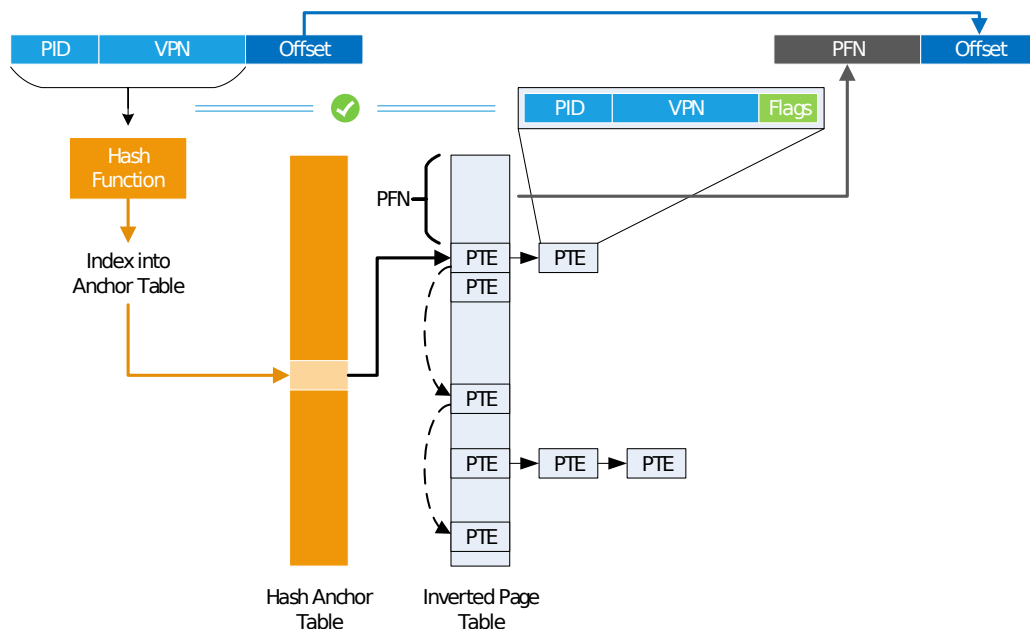 PID VPN Offset
PFN Offset
PID VPN Flags
Hash
Function
PFN
Index into
Anchor Table
PTE PTE
PTE
PTE
PTE PTE PTE
PTE
Hash Anchor
Table
Inverted Page
Table